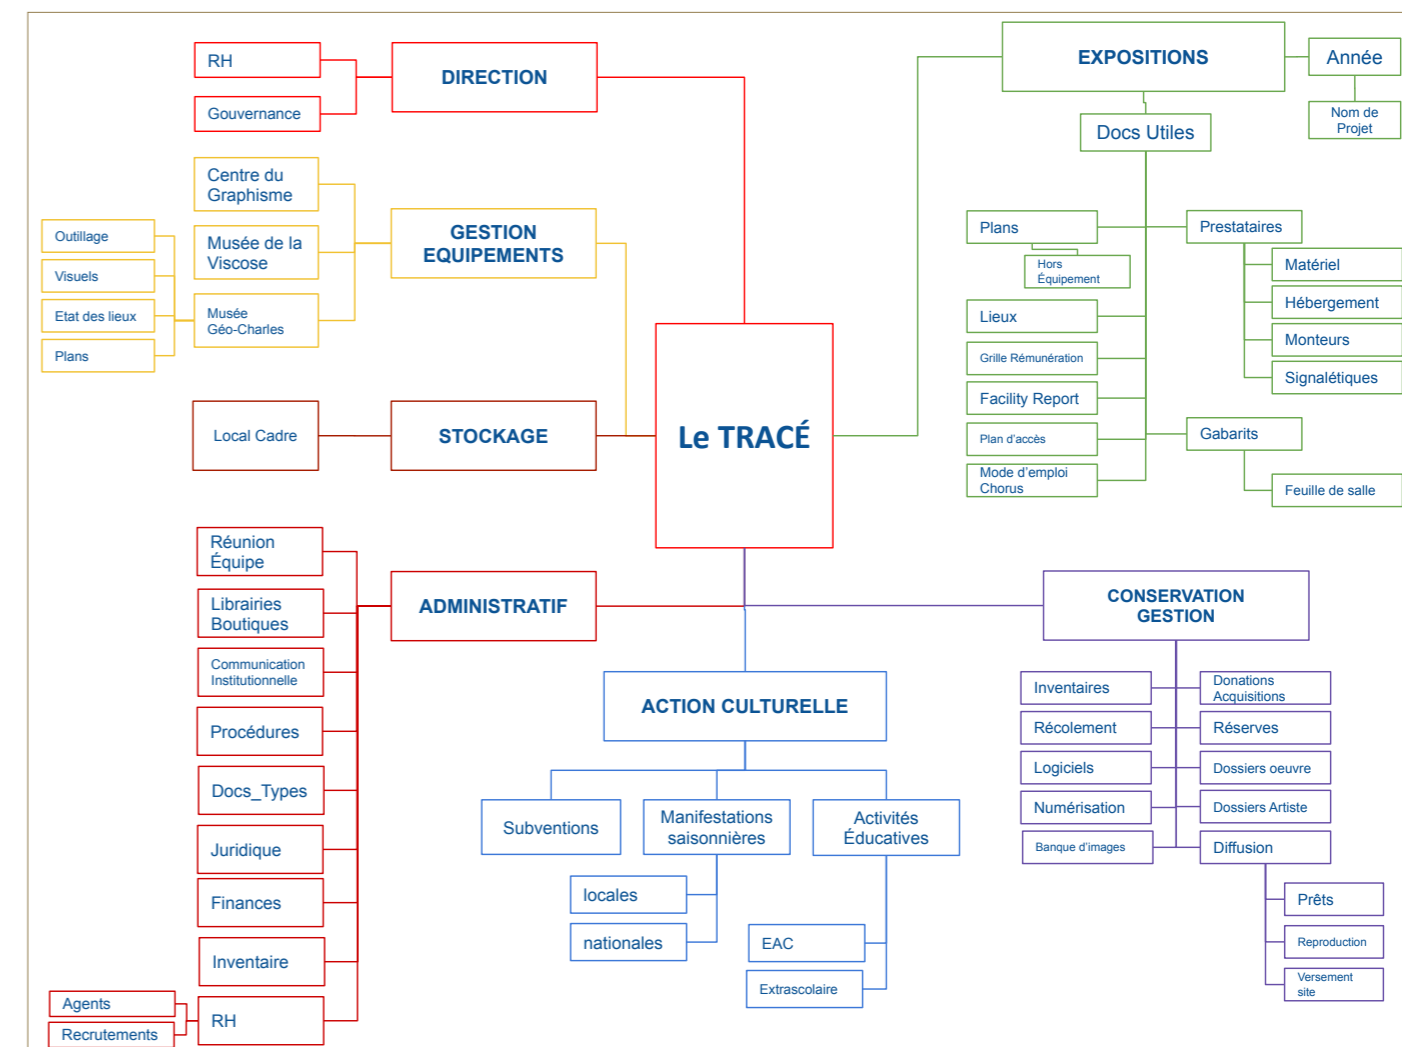 RH
DIRECTION
Gouvernance
Centre du
Graphisme
GESTION
EQUIPEMENTS
Musée de la
Viscose
Musée
Géo-Charles
Outillage
Visuels
Etat des lieux
Plans
Local Cadre
STOCKAGE
Le TRACÉ
EXPOSITIONS
Année
Nom de
Projet
Docs Utiles
Plans
Hors
Équipement
Lieux
Grille Rémunération
Facility Report
Plan d'accès
Mode d'emploi
Chorus
Prestataires
Matériel
Hébergement
Monteurs
Signalétiques
Gabarits
Feuille de salle
ADMINISTRATIF
Réunion
Équipe
Librairies
Boutiques
Communication
Institutionnelle
Procédures
Docs_Types
Juridique
Finances
Inventaire
RH
Agents
Recrutements
ACTION CULTURELLE
Subventions
Manifestations
saisonnières
locales
nationales
Activités
Éducatives
EAC
Extrascolaire
CONSERVATION
GESTION
Inventaires
Récolement
Logiciels
Numérisation
Banque d'images
Donations
Acquisitions
Réserves
Dossiers oeuvre
Dossiers Artiste
Diffusion
Prêts
Reproduction
Versement
site